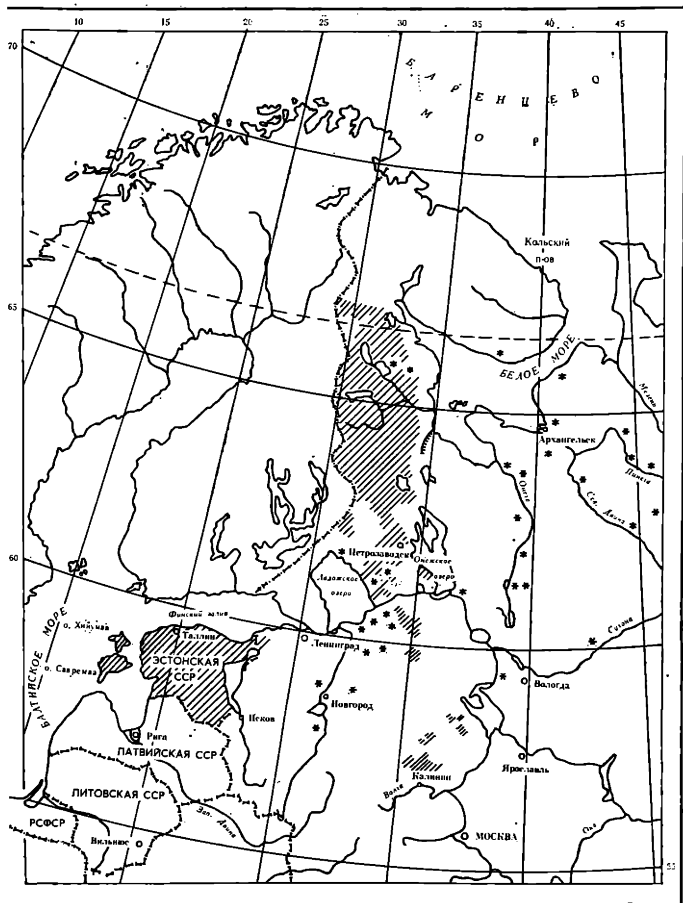 10 15 20 25 30 35 40 45
70
БАРЕНЦЕВО
МОР
Кольский
п-ов
65
БЕЛОЕ МОРЕ
Мезень
Архангельск
Пинега
Онега
Сев. Двина
60
Петрозаводск
Онежское
озеро
Ладожское
озеро
Финский залив
БАЛТИЙСКОЕ МОРЕ
о. Хииумаа
Таллин
Ленинград
Сухона
о. Сааремаа
ЭСТОНСКАЯ
ССР
Вологда
Псков
Новгород
Рига
ЛАТВИЙСКАЯ ССР
Калинин
Ярославль
Волга
ЛИТОВСКАЯ ССР
Зап. Двина
РСФСР
Вильнюс
МОСКВА
Ока
55